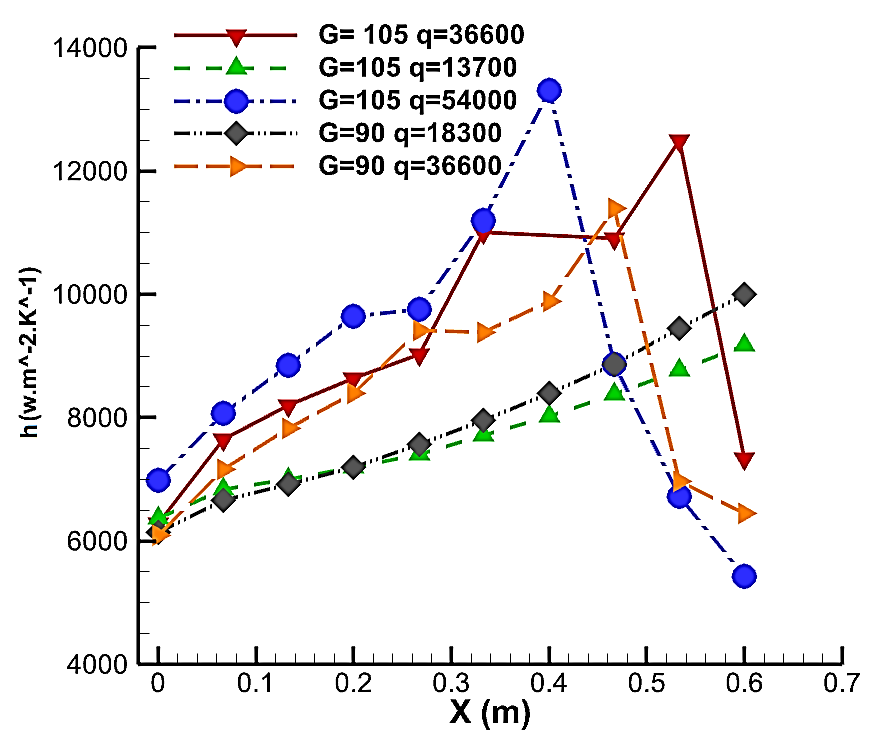 G= 105 q=36600
G=105 q=13700
G=105 q=54000
G=90 q=18300
G=90 q=36600
14000
12000
10000
8000
6000
4000
h(w.m^-2.K^-1)
0 0.1 0.2 0.3 0.4 0.5 0.6 0.7
X (m)